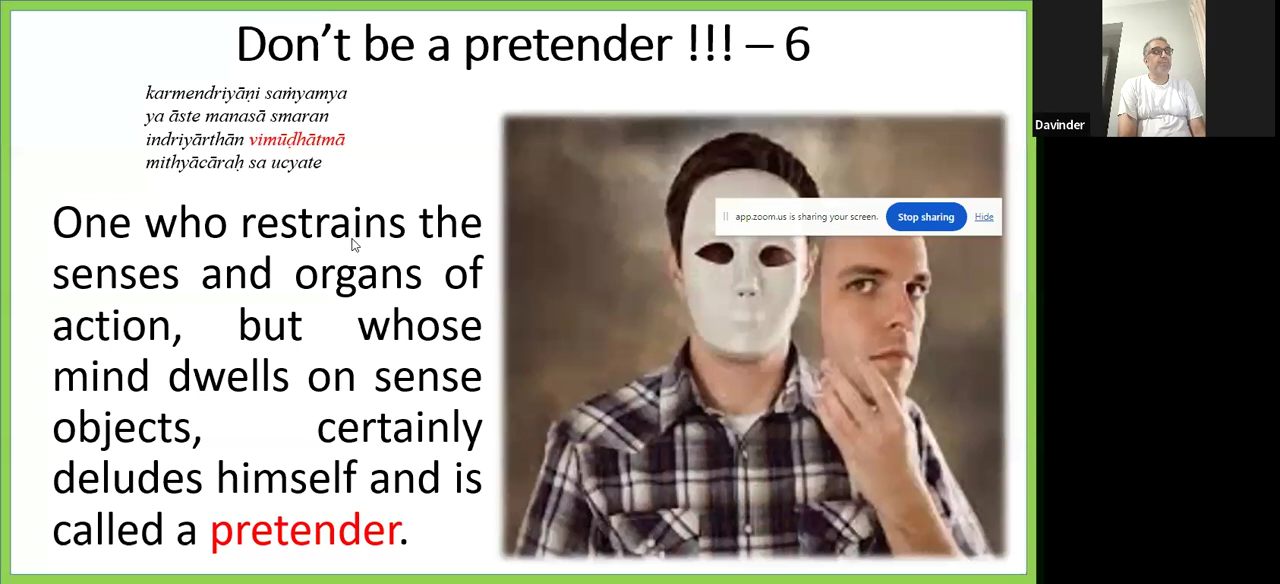 Don't be a pretender !!! – 6
karmendriyāṇi saṁyamya
ya āste manasā smaran
indriyārthān vimūḍhātmā
mithyācāraḥ sa ucyate
One who restrains the
senses and organs of
action, but whose
mind dwells on sense
objects, certainly
deludes himself and is
called a pretender.
app.zoom.us is sharing your screen. Stop sharing Hide
Davinder